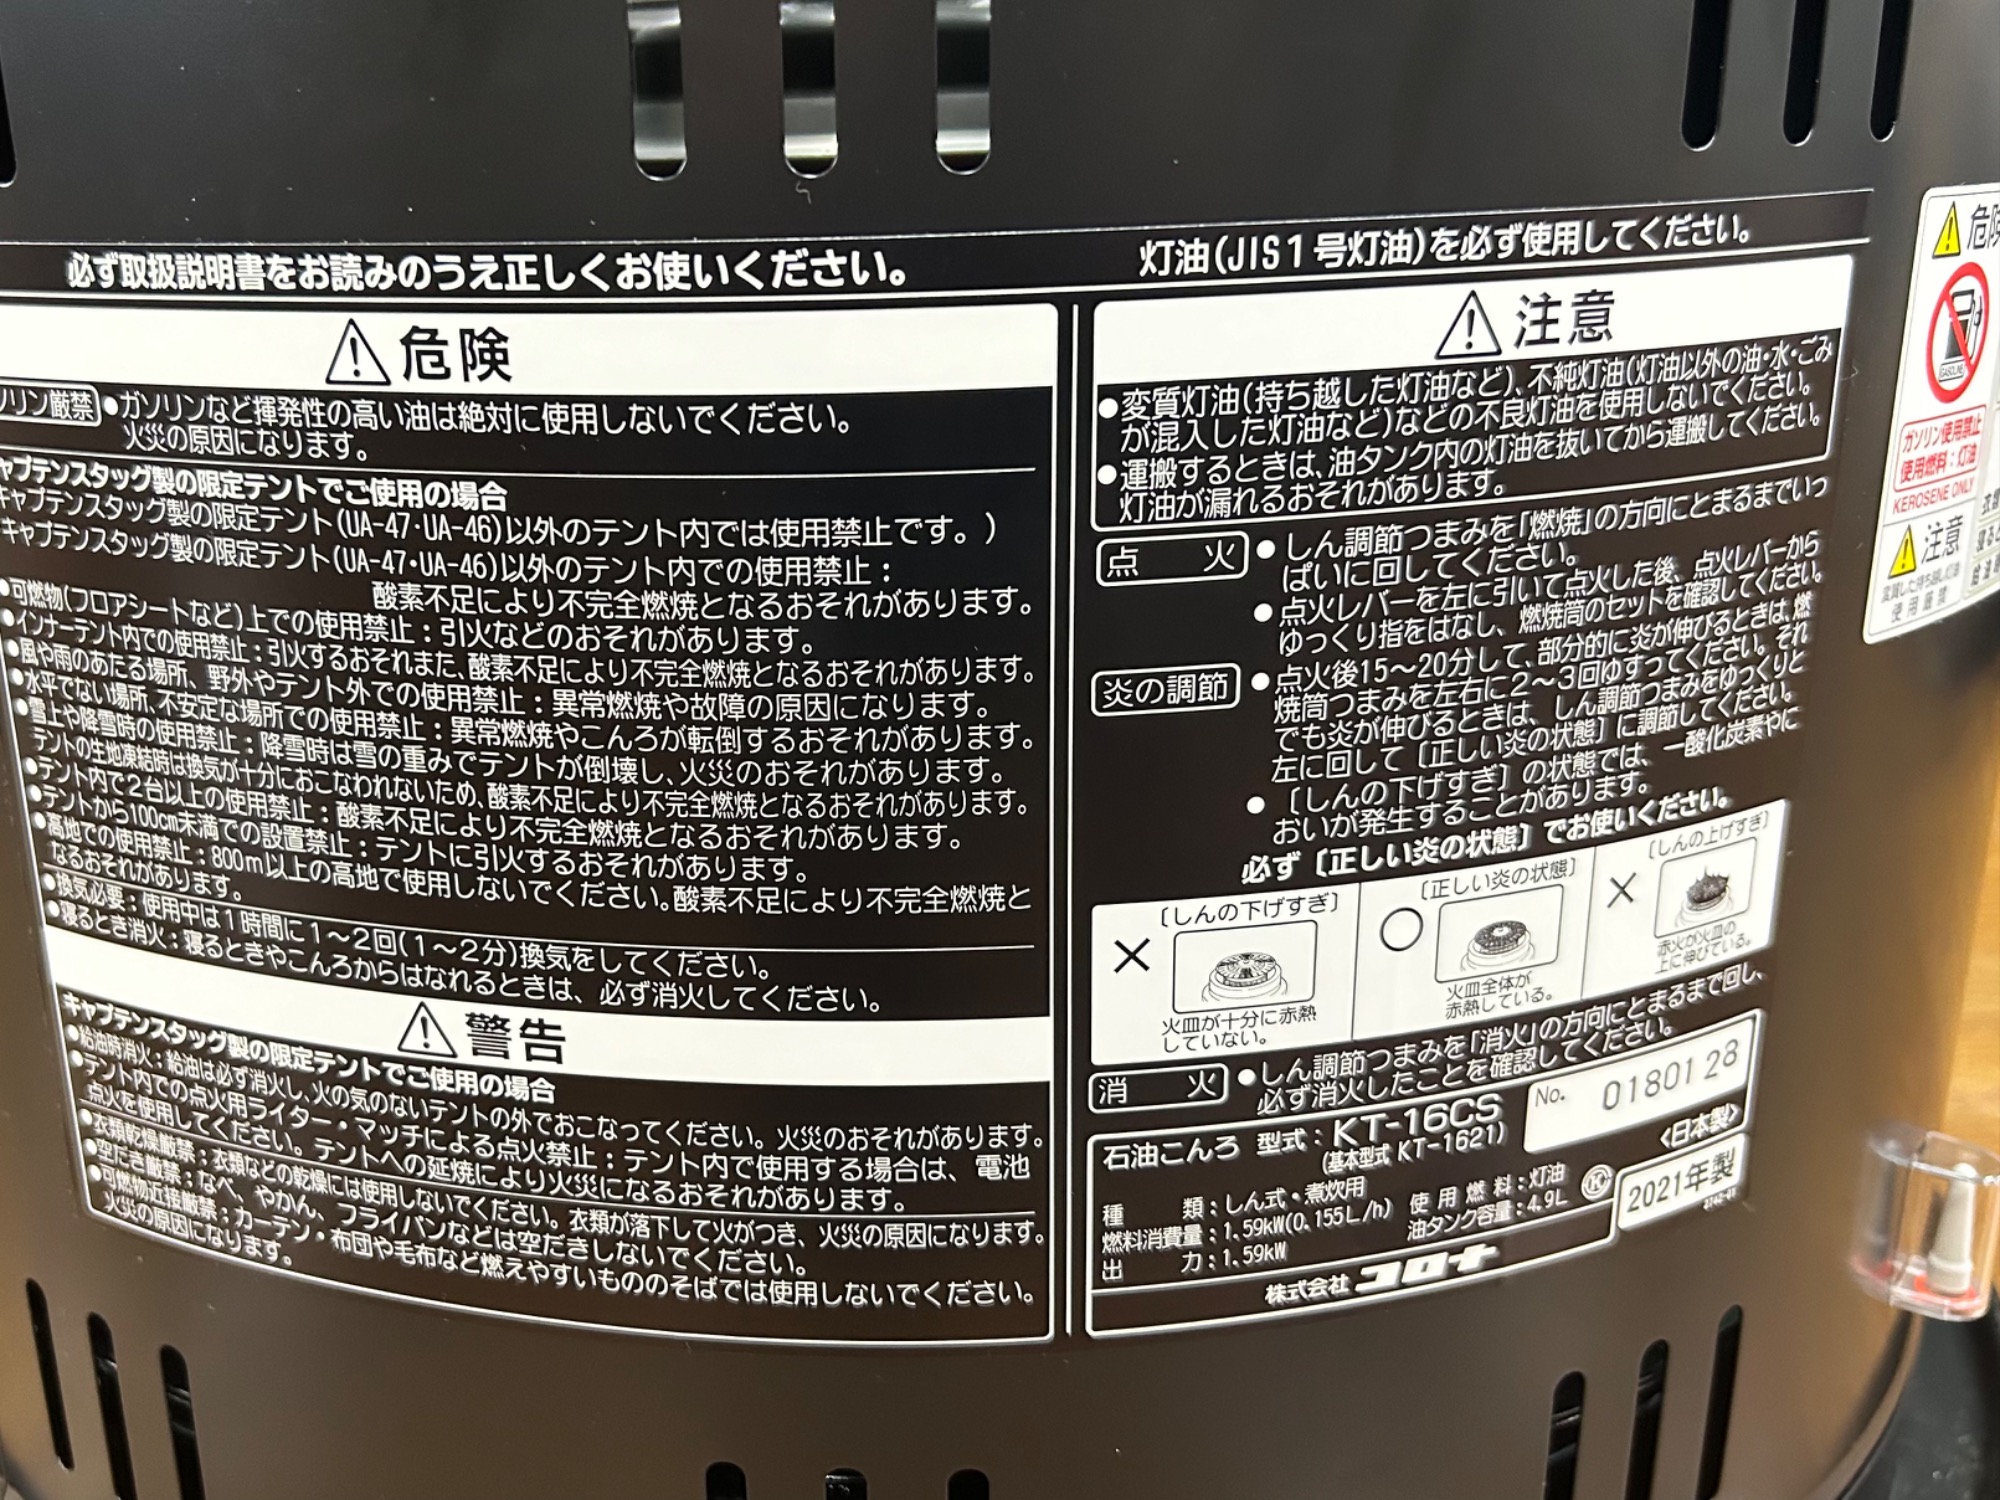 必ず取扱説明書をお読みのうえ正しくお使いください。
危険
ソリン厳禁
●ガソリンなど揮発性の高い油は絶対に使用しないでください。
火災の原因になります。
ャプテンスタッグ製の限定テントでご使用の場合
キャプテンスタッグ製の限定テント(UA-47･UA-46)以外のテント内では使用禁止です。)
キャプテンスタッグ製の限定テント(UA-47･UA-46)以外のテント内での使用禁止：
酸素不足により不完全燃焼となるおそれがあります。
●可燃物(フロアシートなど)上での使用禁止：引火などのおそれがあります。
●インナーテント内での使用禁止：引火するおそれまた、酸素不足により不完全燃焼となるおそれがあります。
●風や雨のあたる場所、野外やテント外での使用禁止：異常燃焼や故障の原因になります。
●水平でない場所、不安定な場所での使用禁止：異常燃焼やこんろが転倒するおそれがあります。
●雪上や降雪時の使用禁止：降雪時は雪の重みでテントが倒壊し、火災のおそれがあります。
テントの生地凍結時は換気が十分におこなわれないため、酸素不足により不完全燃焼となるおそれがあります。
●テント内で2台以上の使用禁止：酸素不足により不完全燃焼となるおそれがあります。
●テントから100cm未満での設置禁止：テントに引火するおそれがあります。
●高地での使用禁止：800m以上の高地で使用しないでください。酸素不足により不完全燃焼と
なるおそれがあります。
●換気必要：使用中は1時間に1～2回(1～2分)換気をしてください。
●寝るとき消火：寝るときやこんろからはなれるときは、必ず消火してください。
警告
キャプテンスタッグ製の限定テントでご使用の場合
●給油時消火：給油は必ず消火し、火の気のないテントの外でおこなってください。火災のおそれがあります。
●テント内での点火用ライター・マッチによる点火禁止：テント内で使用する場合は、電池
点火を使用してください。テントへの延焼により火災になるおそれがあります。
●衣類乾燥厳禁：衣類などの乾燥には使用しないでください。衣類が落下して火がつき、火災の原因になります。
●空だき厳禁：なべ、やかん、フライパンなどは空だきしないでください。
●可燃物近接厳禁：カーテン・布団や毛布など燃えやすいもののそばでは使用しないでください。
火災の原因になります。
灯油(JIS1号灯油)を必ず使用してください。
注意
●変質灯油(持ち越した灯油など)、不純灯油(灯油以外の油･水･ごみ
が混入した灯油など)などの不良灯油を使用しないでください。
●運搬するときは、油タンク内の灯油を抜いてから運搬してください。
灯油が漏れるおそれがあります。
点火
●しん調節つまみを「燃焼」の方向にとまるまでいっ
ぱいに回してください。
●点火レバーを左に引いて点火した後、点火レバーから
ゆっくり指をはなし、燃焼筒のセットを確認してください。
炎の調節
●点火後15～20分して、部分的に炎が伸びるときは、燃
焼筒つまみを左右に2～3回ゆすってください。それ
でも炎が伸びるときは、しん調節つまみをゆっくりと
左に回して〔正しい炎の状態〕に調節してください。
●〔しんの下げすぎ〕の状態では、一酸化炭素やに
おいが発生することがあります。
必ず〔正しい炎の状態〕でお使いください。
〔しんの下げすぎ〕
×
火皿が十分に赤熱
していない。
〔正しい炎の状態〕
○
火皿全体が
赤熱している。
〔しんの上げすぎ〕
×
赤火が火皿の
上に伸びている。
消火
●しん調節つまみを「消火」の方向にとまるまで回し、
必ず消火したことを確認してください。
石油こんろ 型式：KT-16CS
(基本型式 KT-1621)
No. 0180128
〈日本製〉
種類：しん式・煮炊用
使用燃料：灯油
燃料消費量：1.59kW(0.155L/h)
油タンク容量：4.9L
出力：1.59kW
2021年製
株式会社コロナ
危険
GASOLINE
ガソリン使用禁止
使用燃料：灯油
KEROSENE ONLY
注意
変質した持ち越し灯油
使用厳禁